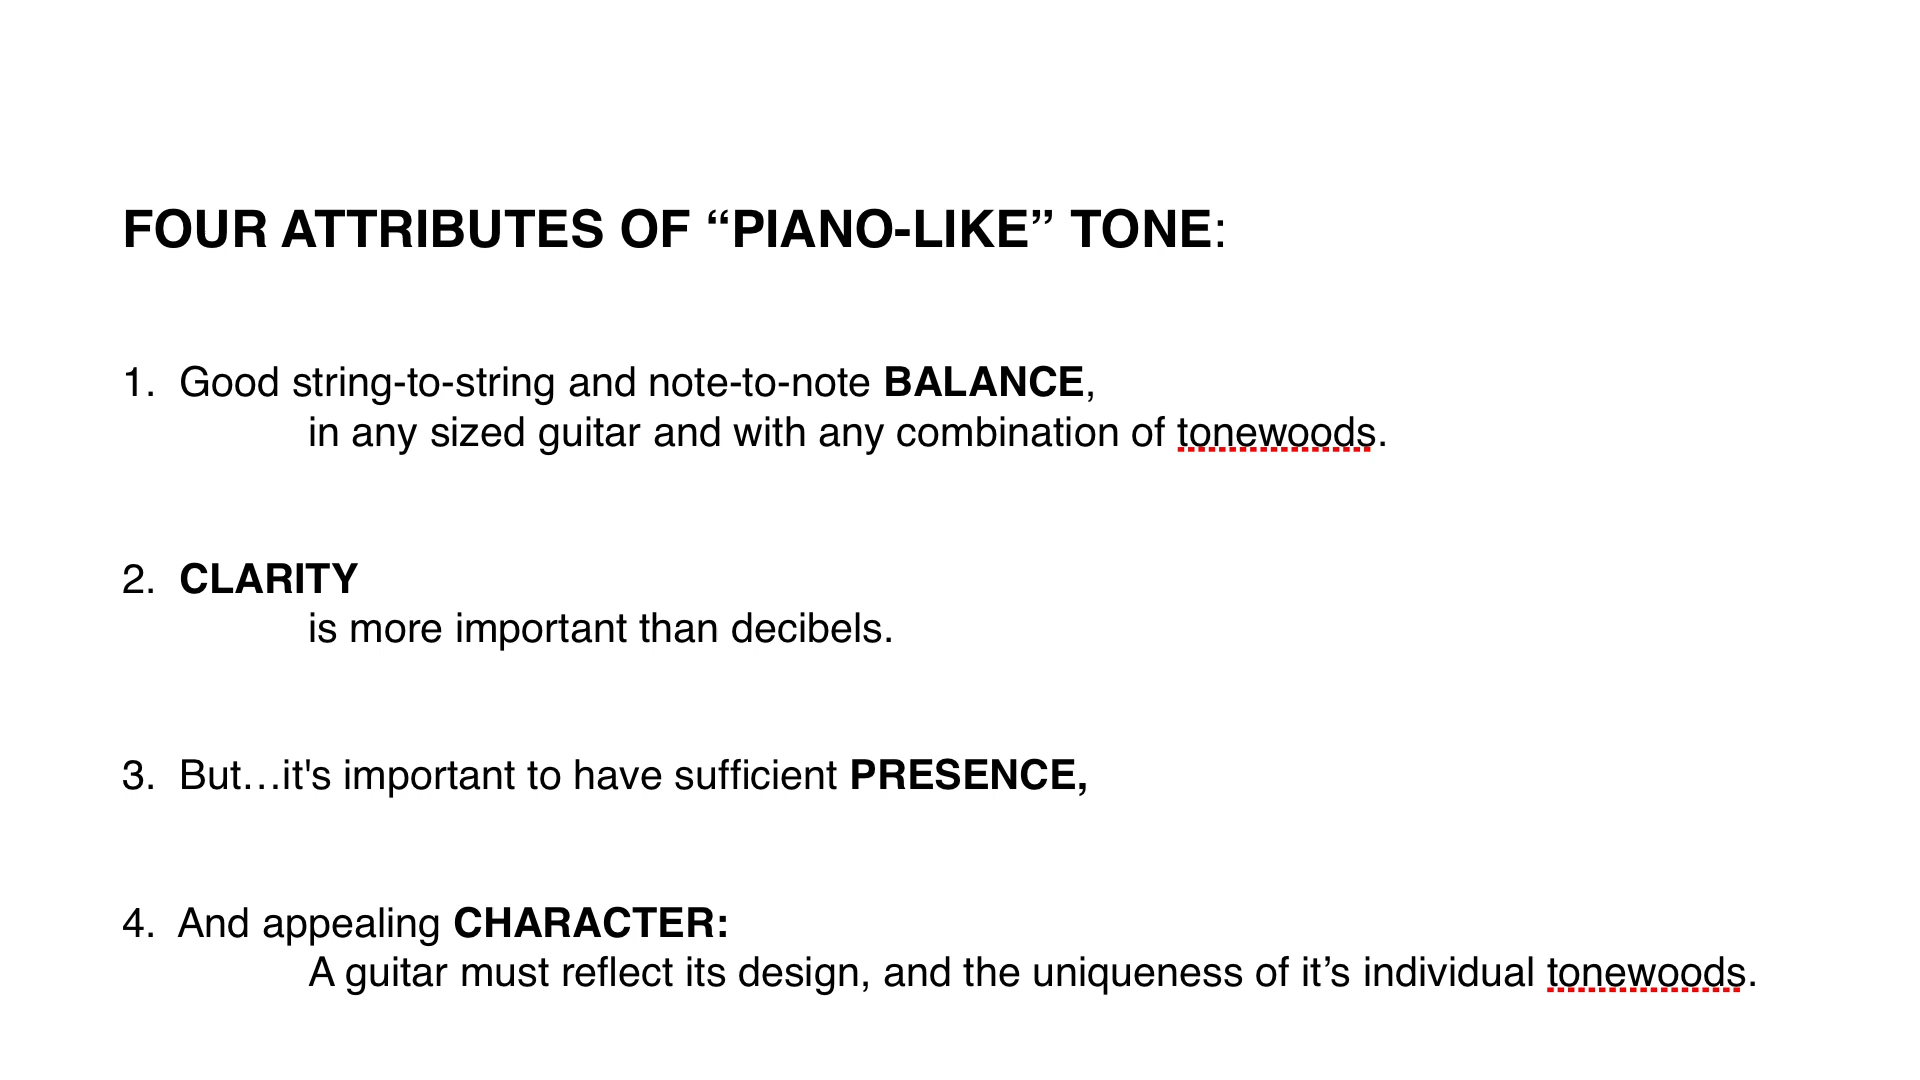 FOUR ATTRIBUTES OF “PIANO-LIKE” TONE:
1. Good string-to-string and note-to-note BALANCE,
in any sized guitar and with any combination of tonewoods.
2. CLARITY
is more important than decibels.
3. But…it's important to have sufficient PRESENCE,
4. And appealing CHARACTER:
A guitar must reflect its design, and the uniqueness of it’s individual tonewoods.